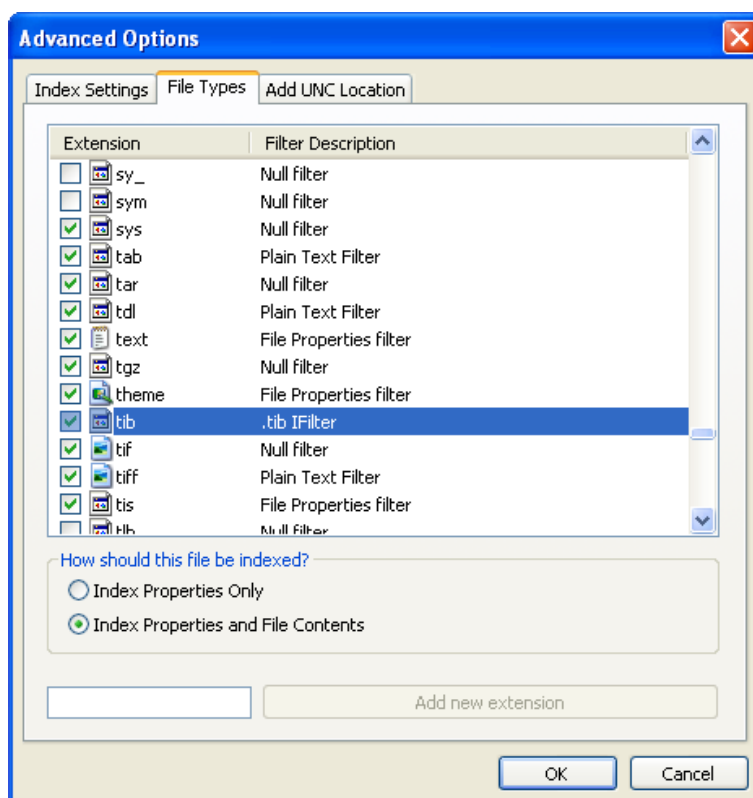 Advanced Options
Index Settings File Types Add UNC Location
Extension Filter Description
sy_ Null filter
sym Null filter
sys Null filter
tab Plain Text Filter
tar Null filter
tdl Plain Text Filter
text File Properties filter
tgz Null filter
theme File Properties filter
tib .tib IFilter
tif Null filter
tiff Plain Text Filter
tis File Properties filter
tlb Null filter
How should this file be indexed?
Index Properties Only
Index Properties and File Contents
Add new extension
OK Cancel